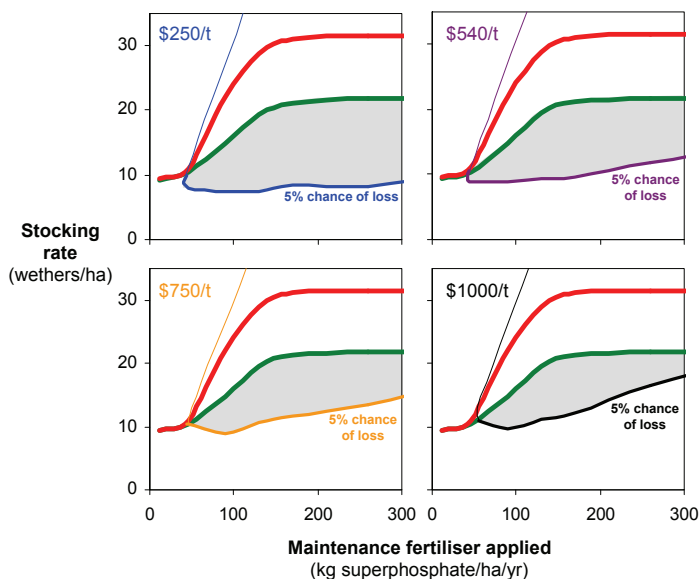 $250/t
$540/t
30
20
10
0
5% chance of loss
5% chance
of loss
Stocking
rate
(wethers/ha)
$750/t
$1000/t
30
20
10
0
5% chance
of loss
5% chance
of loss
0
100
200
300
0
100
200
300
Maintenance fertiliser applied
(kg superphosphate/ha/yr)